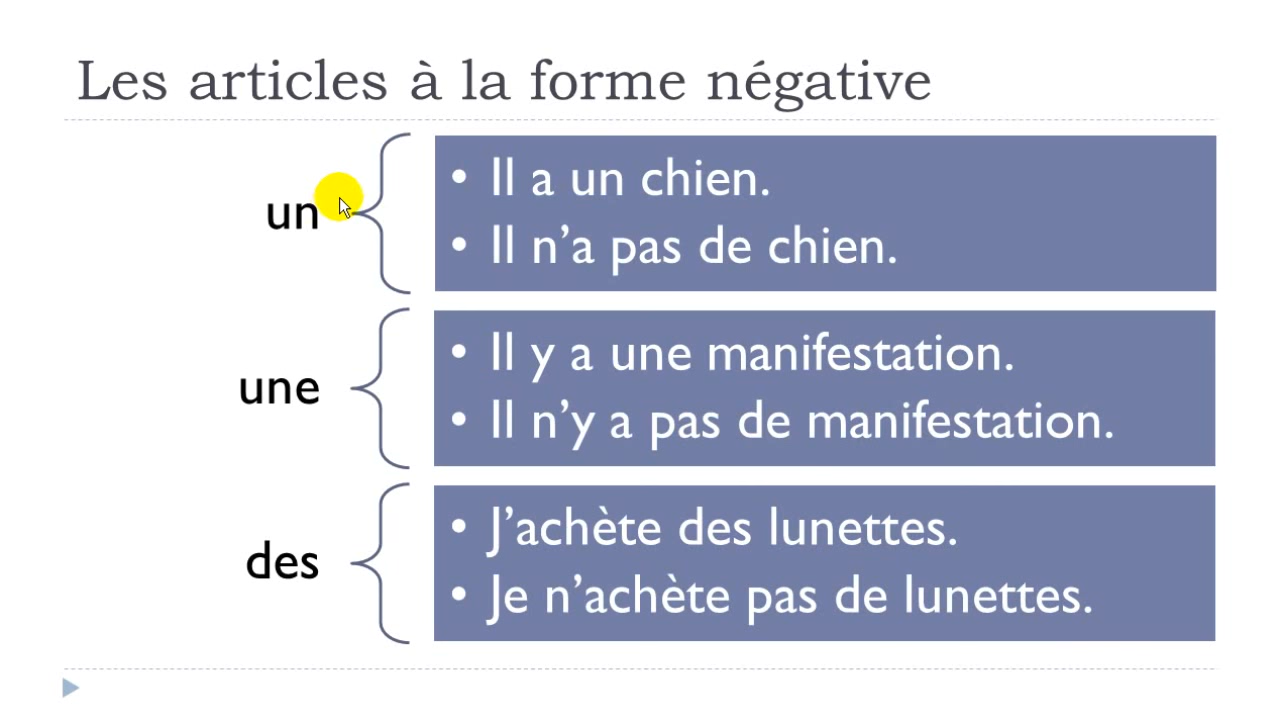 Les articles à la forme négative
un
• Il a un chien.
• Il n’a pas de chien.
une
• Il y a une manifestation.
• Il n’y a pas de manifestation.
des
• J’achète des lunettes.
• Je n’achète pas de lunettes.